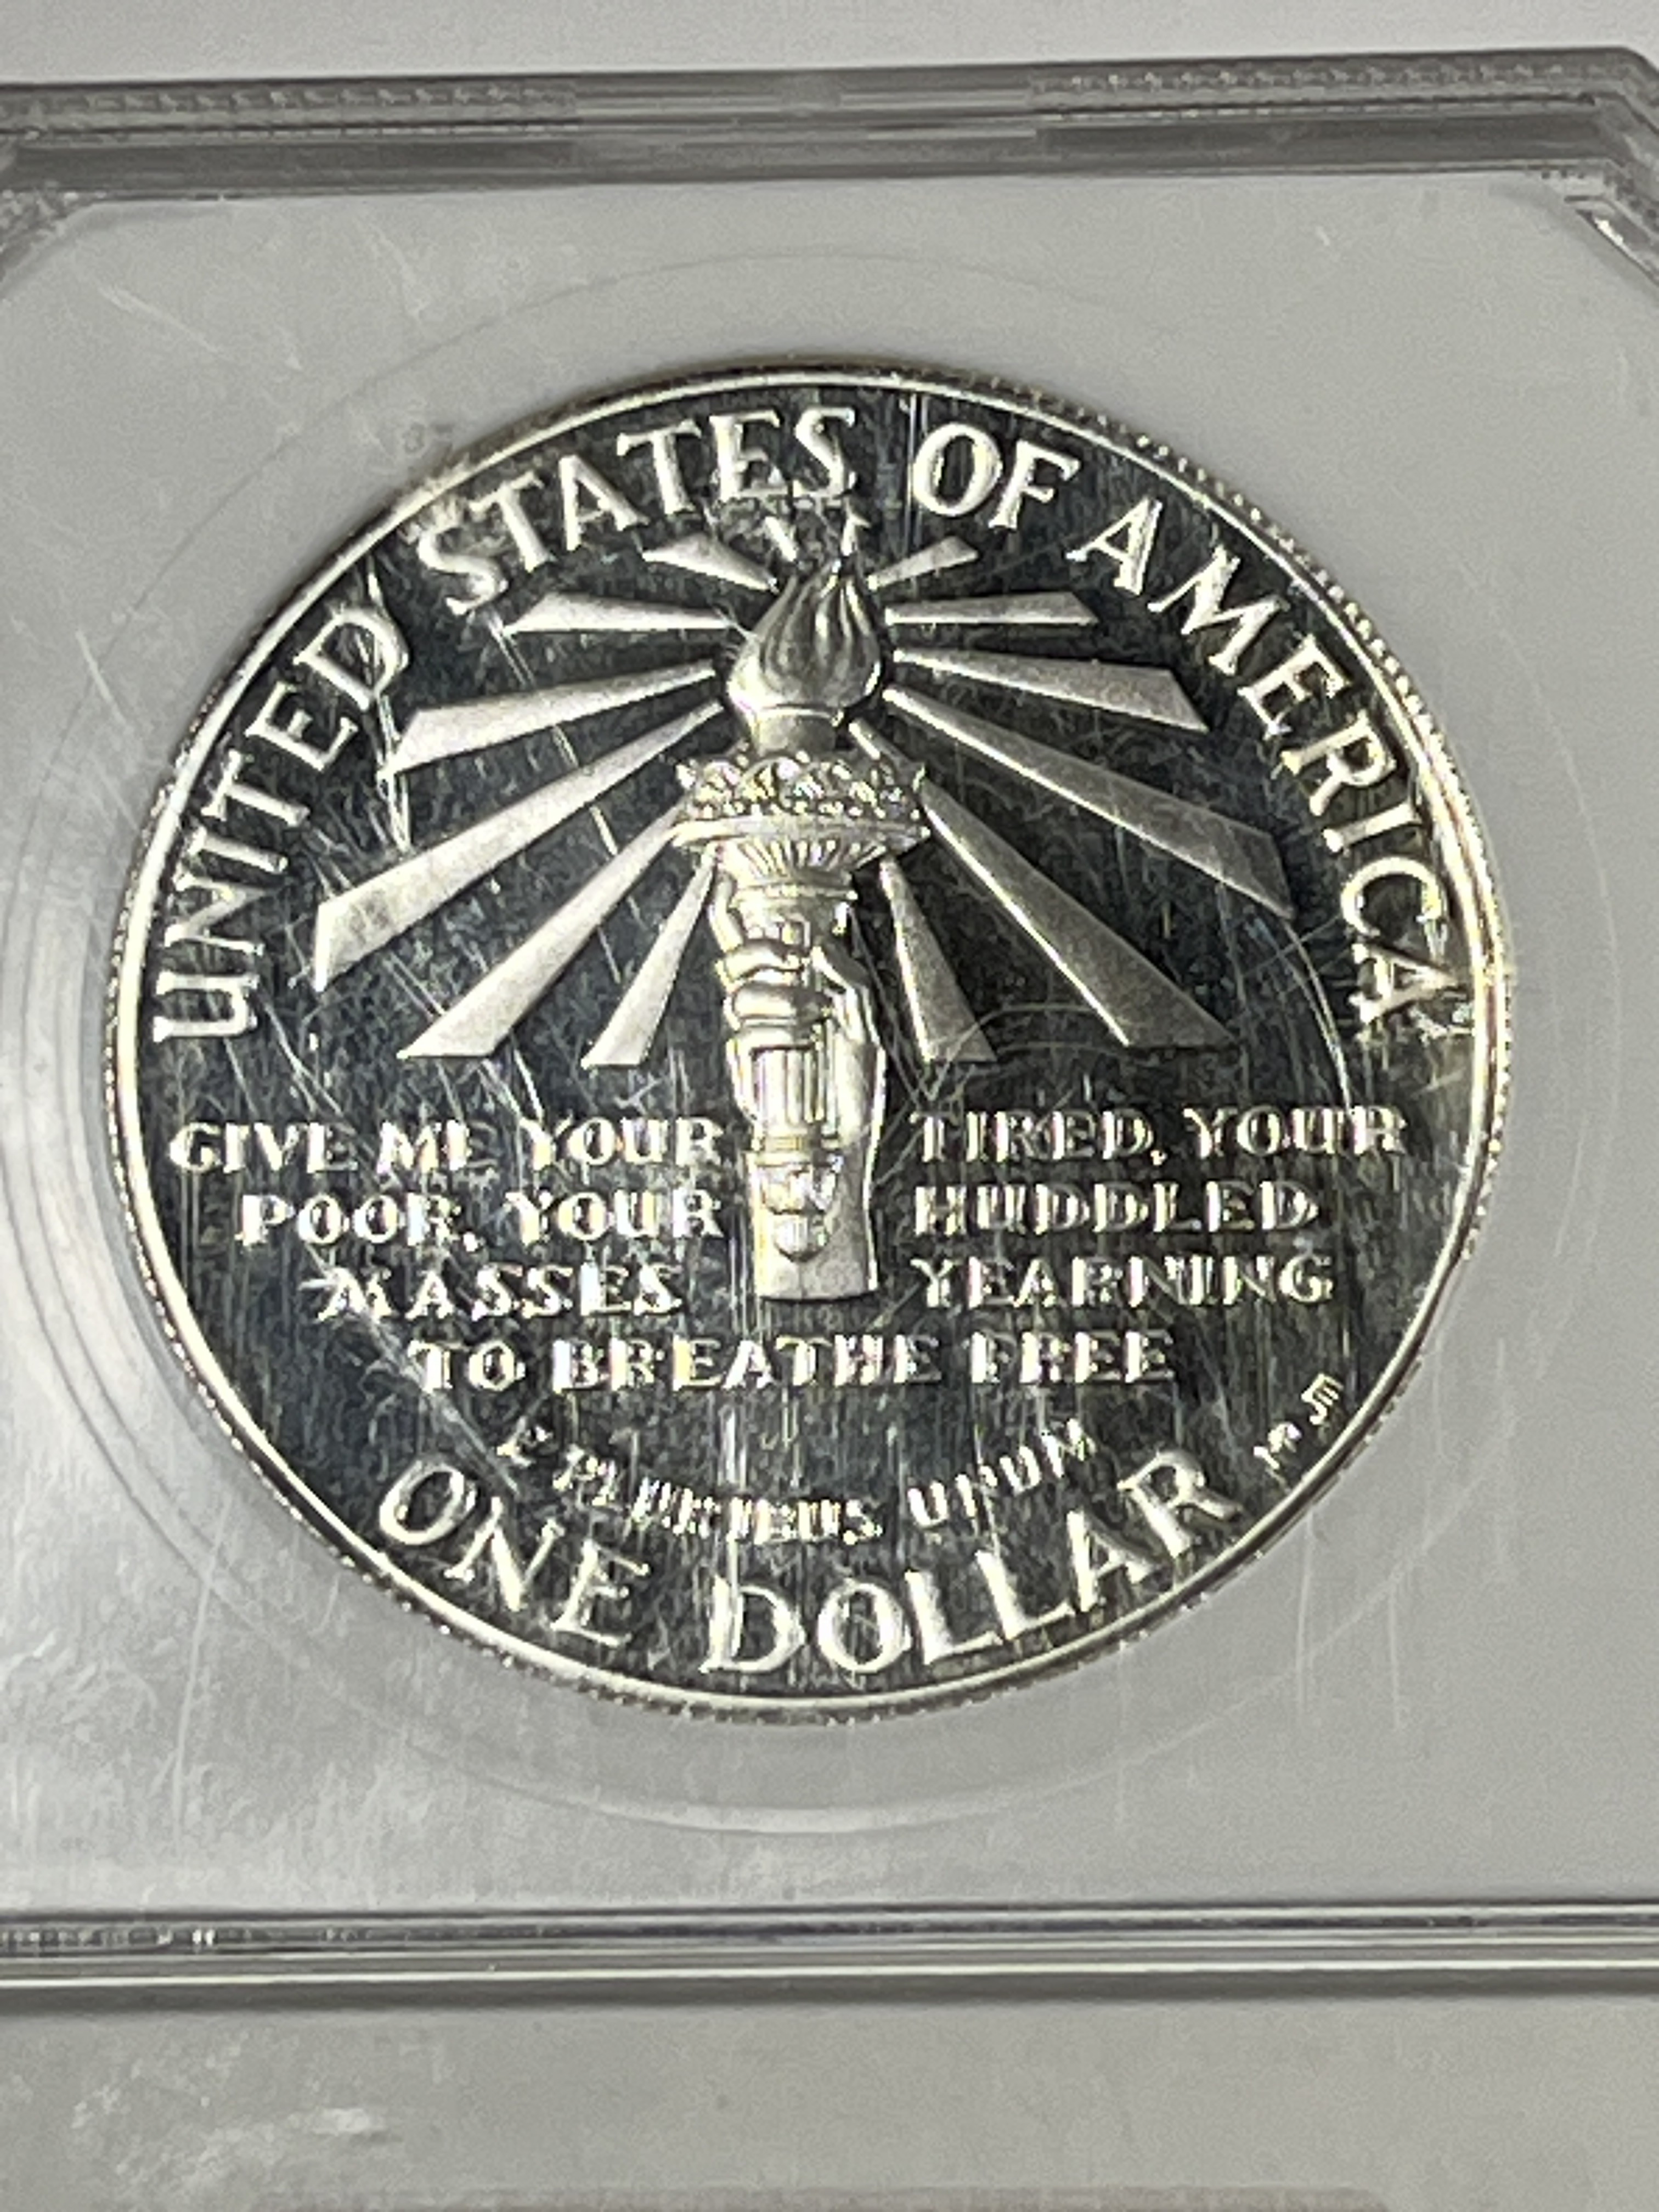 UNITED STATES OF AMERICA
GIVE ME YOUR TIRED, YOUR
POOR, YOUR HUDDLED
MASSES YEARNING
TO BREATHE FREE
E PLURIBUS UNUM
ONE DOLLAR